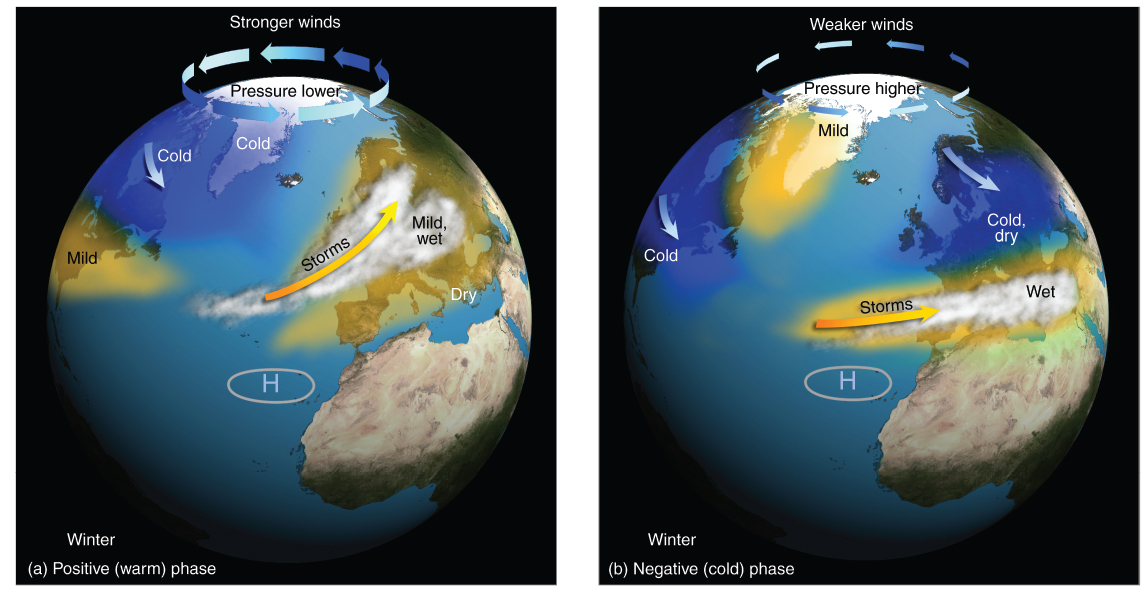 Stronger winds
Pressure lower
Cold
Cold
Mild
Storms
Mild,
wet
Dry
H
Winter
(a) Positive (warm) phase
Weaker winds
Pressure higher
Mild
Cold
Cold,
dry
Storms
Wet
H
Winter
(b) Negative (cold) phase